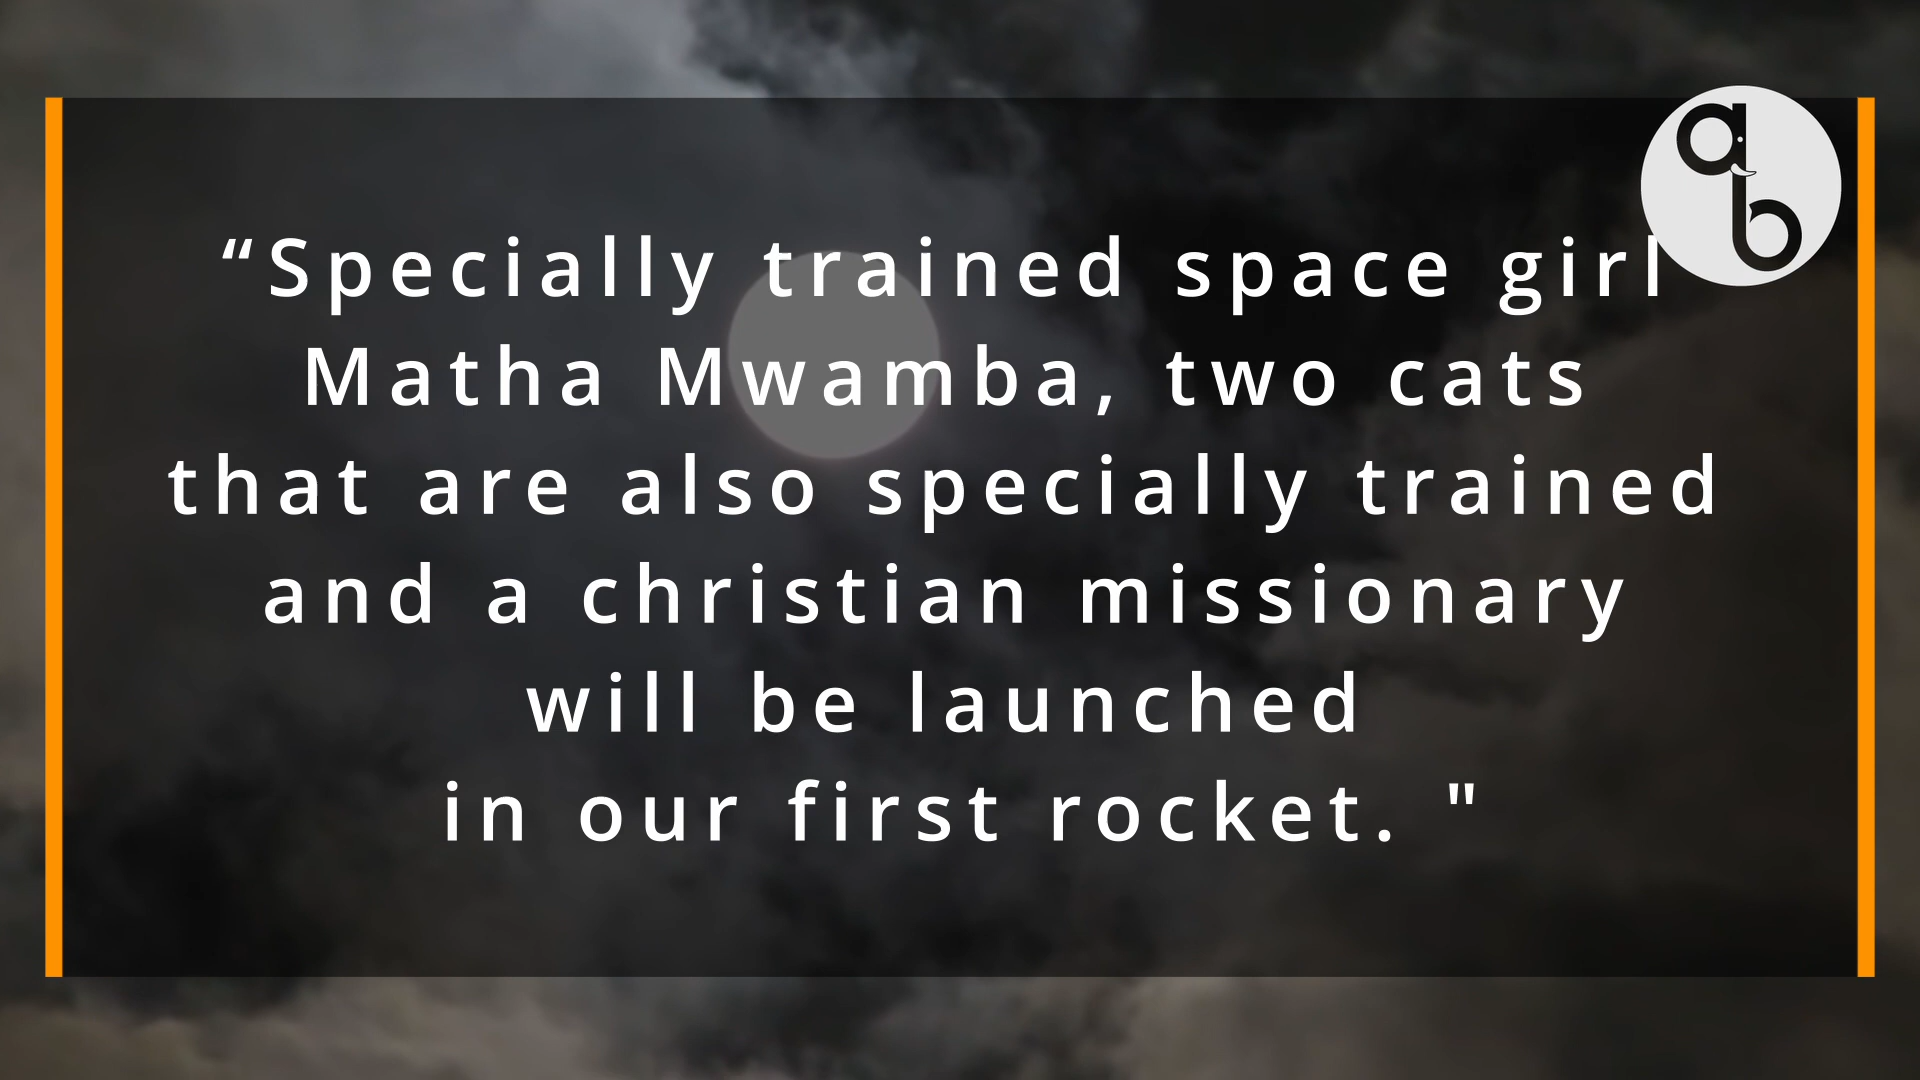 “Specially trained space girl
Matha Mwamba, two cats
that are also specially trained
and a christian missionary
will be launched
in our first rocket. "
ab